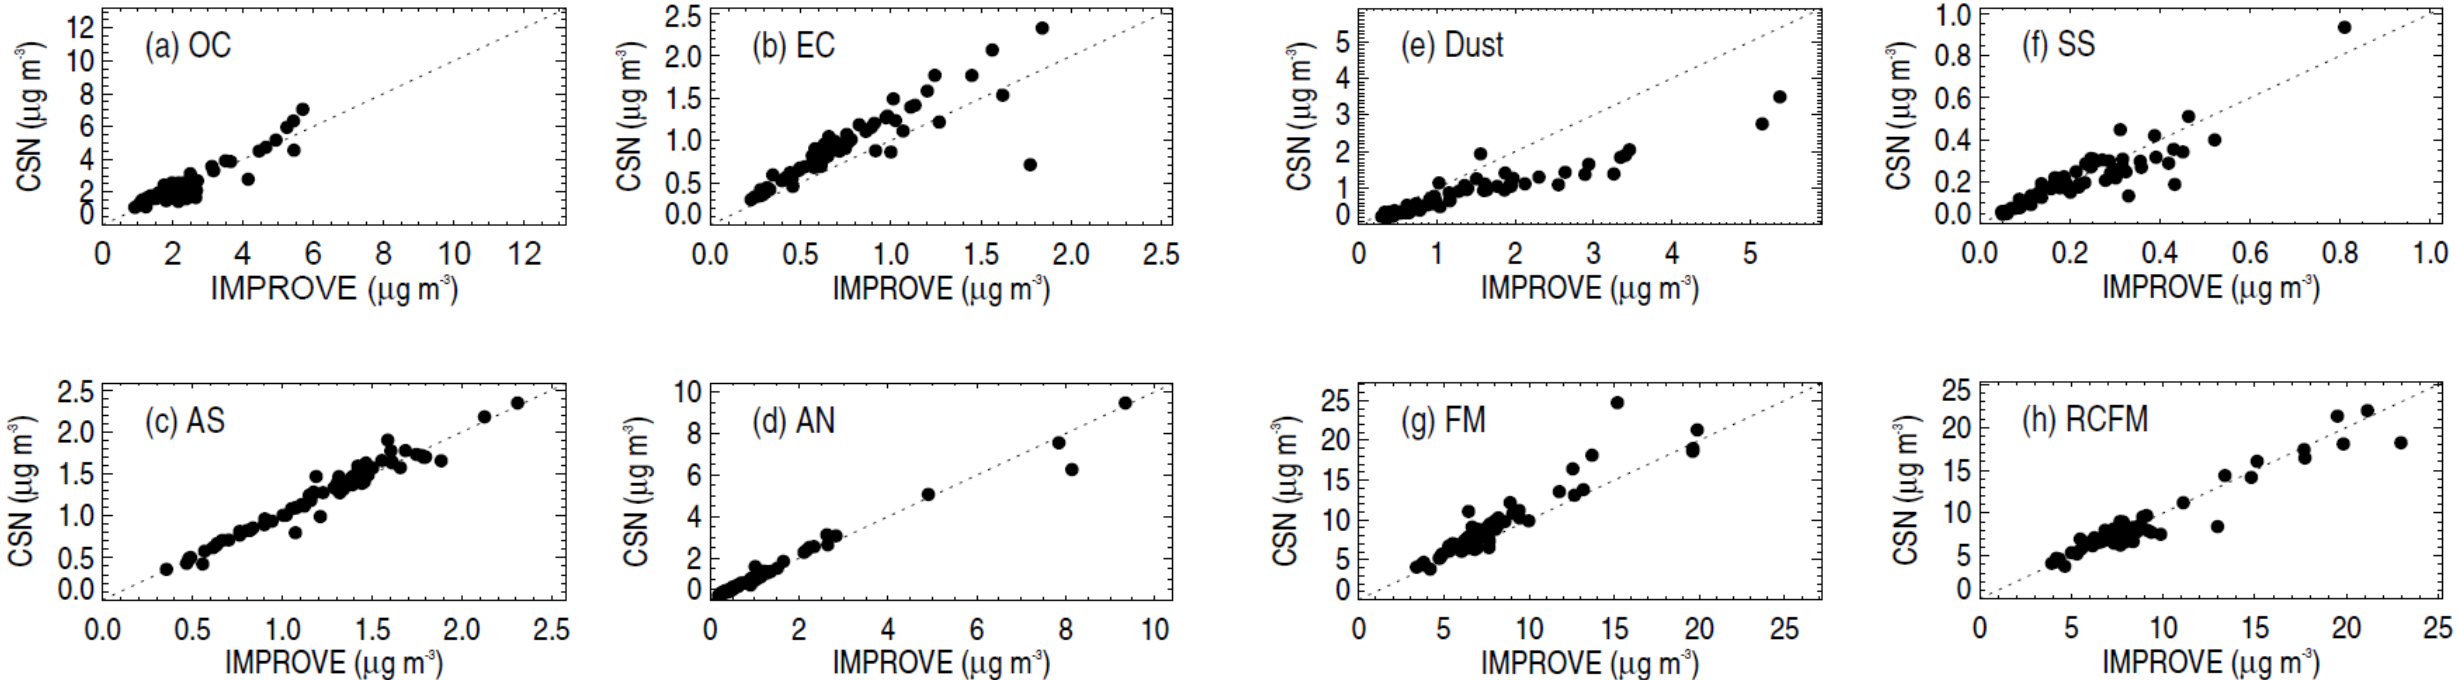 (a) OC
CSN (µg m⁻³)
12
10
8
6
4
2
0
0 2 4 6 8 10 12
IMPROVE (µg m⁻³)
(b) EC
CSN (µg m⁻³)
2.5
2.0
1.5
1.0
0.5
0.0
0.0 0.5 1.0 1.5 2.0 2.5
IMPROVE (µg m⁻³)
(e) Dust
CSN (µg m⁻³)
5
4
3
2
1
0
0 1 2 3 4 5
IMPROVE (µg m⁻³)
(f) SS
CSN (µg m⁻³)
1.0
0.8
0.6
0.4
0.2
0.0
0.0 0.2 0.4 0.6 0.8 1.0
IMPROVE (µg m⁻³)
(c) AS
CSN (µg m⁻³)
2.5
2.0
1.5
1.0
0.5
0.0
0.0 0.5 1.0 1.5 2.0 2.5
IMPROVE (µg m⁻³)
(d) AN
CSN (µg m⁻³)
10
8
6
4
2
0
0 2 4 6 8 10
IMPROVE (µg m⁻³)
(g) FM
CSN (µg m⁻³)
25
20
15
10
5
0
0 5 10 15 20 25
IMPROVE (µg m⁻³)
(h) RCFM
CSN (µg m⁻³)
25
20
15
10
5
0
0 5 10 15 20 25
IMPROVE (µg m⁻³)